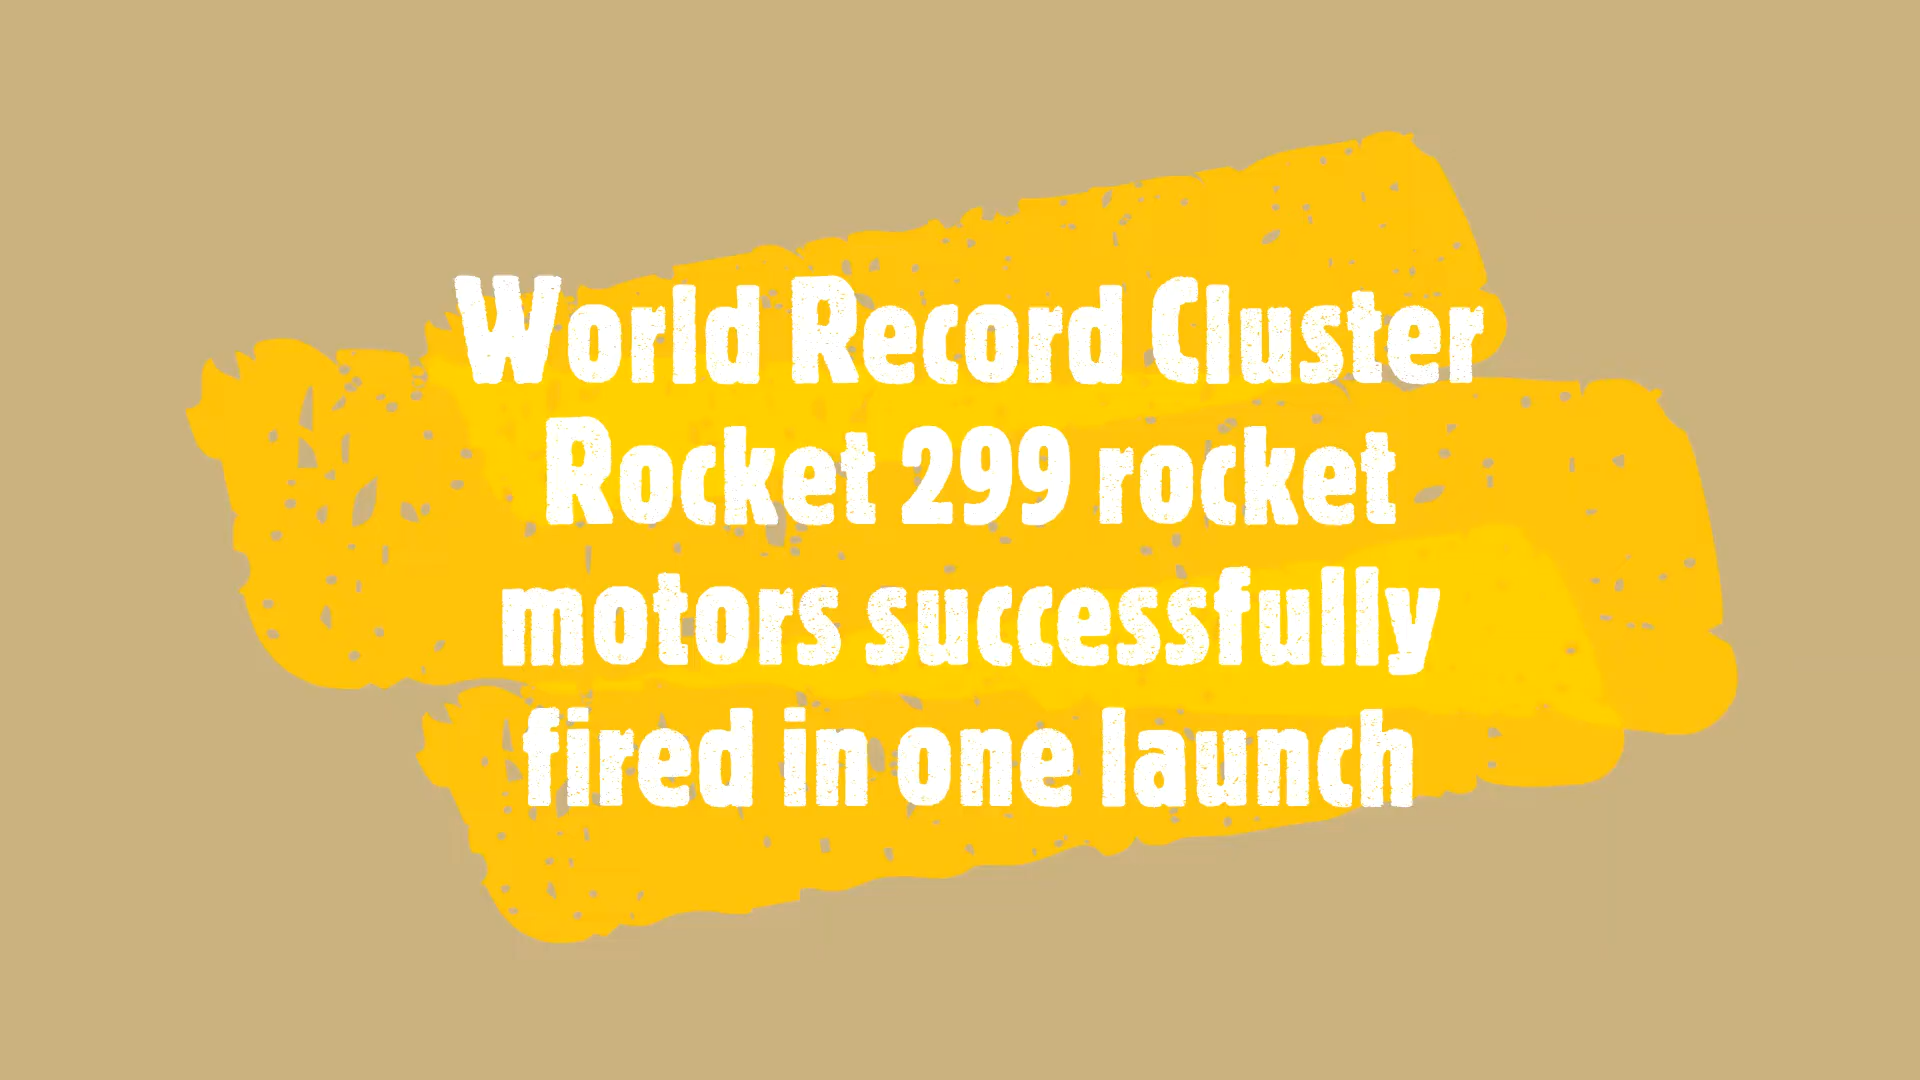 World Record Cluster
Rocket 299 rocket
motors successfully
fired in one launch